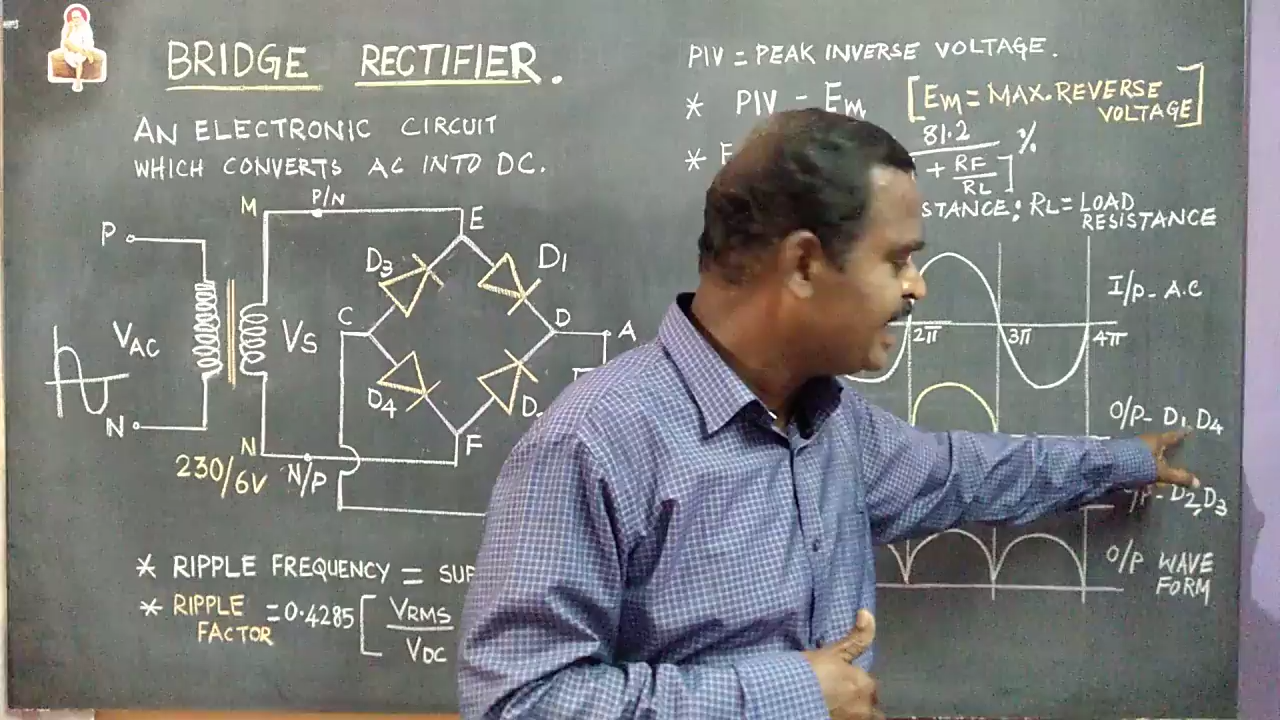 BRIDGE RECTIFIER.
AN ELECTRONIC CIRCUIT
WHICH CONVERTS AC INTO DC.
M
P/N
E
P
D3
D1
C
D
A
VAC
VS
D4
N
F
N
230/6V
N/P
* RIPPLE FREQUENCY =
* RIPPLE
FACTOR
= 0.4285 [ VRMS
VDC
PIV = PEAK INVERSE VOLTAGE.
* PIV - Em [Em = MAX. REVERSE
VOLTAGE]
*
81.2 %
+ RF
RL ]
RL = LOAD
RESISTANCE
I/P - A.C
2π 3π 4π
O/P - D1, D4
D2, D3
O/P WAVE
FORM